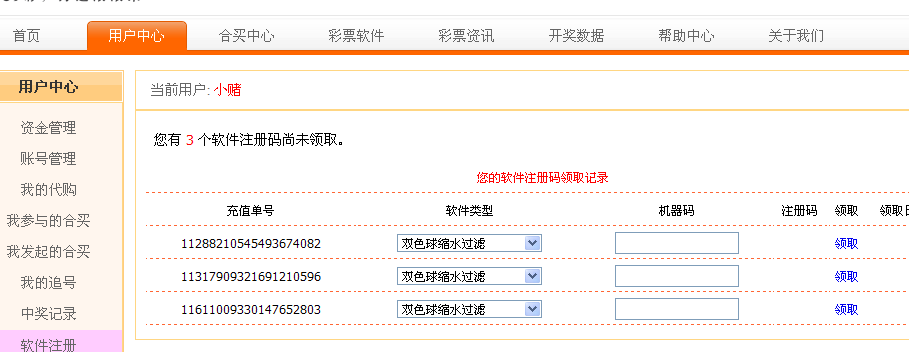 首页 用户中心 合买中心 彩票软件 彩票资讯 开奖数据 帮助中心 关于我们
用户中心
资金管理
账号管理
我的代购
我参与的合买
我发起的合买
我的追号
中奖记录
软件注册
当前用户: 小赌
您有 3 个软件注册码尚未领取。
您的软件注册码领取记录
充值单号 软件类型 机器码 注册码 领取 领取
11288210545493674082 双色球缩水过滤 领取
11317909321691210596 双色球缩水过滤 领取
11611009330147652803 双色球缩水过滤 领取